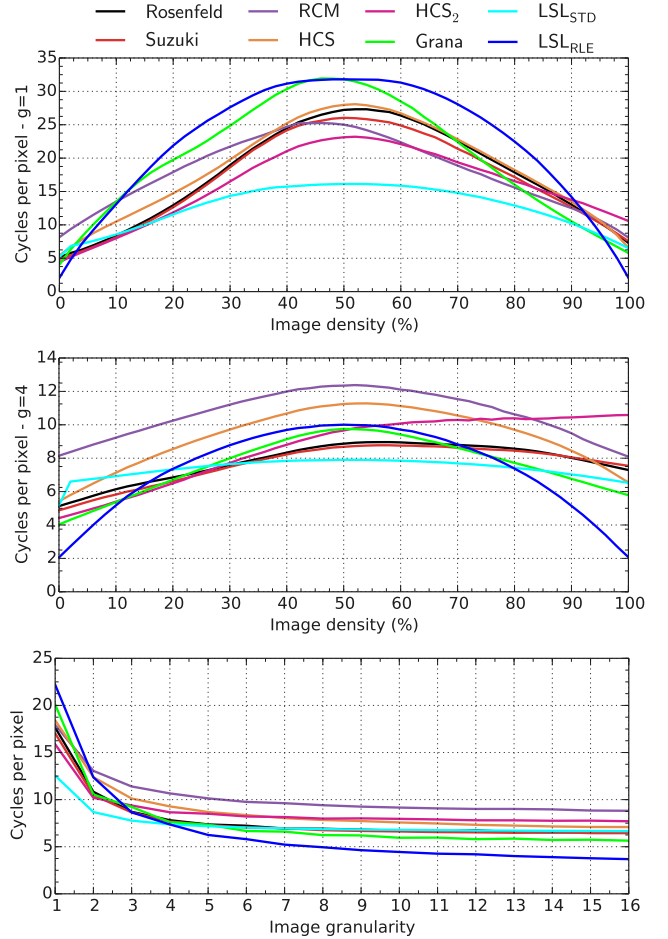 Rosenfeld RCM HCS₂ LSL_STD
Suzuki HCS Grana LSL_RLE
35
30
25
20
15
10
5
0
Cycles per pixel - g=1
0 10 20 30 40 50 60 70 80 90 100
Image density (%)
14
12
10
8
6
4
2
0
Cycles per pixel - g=4
0 10 20 30 40 50 60 70 80 90 100
Image density (%)
25
20
15
10
5
0
Cycles per pixel
1 2 3 4 5 6 7 8 9 10 11 12 13 14 15 16
Image granularity